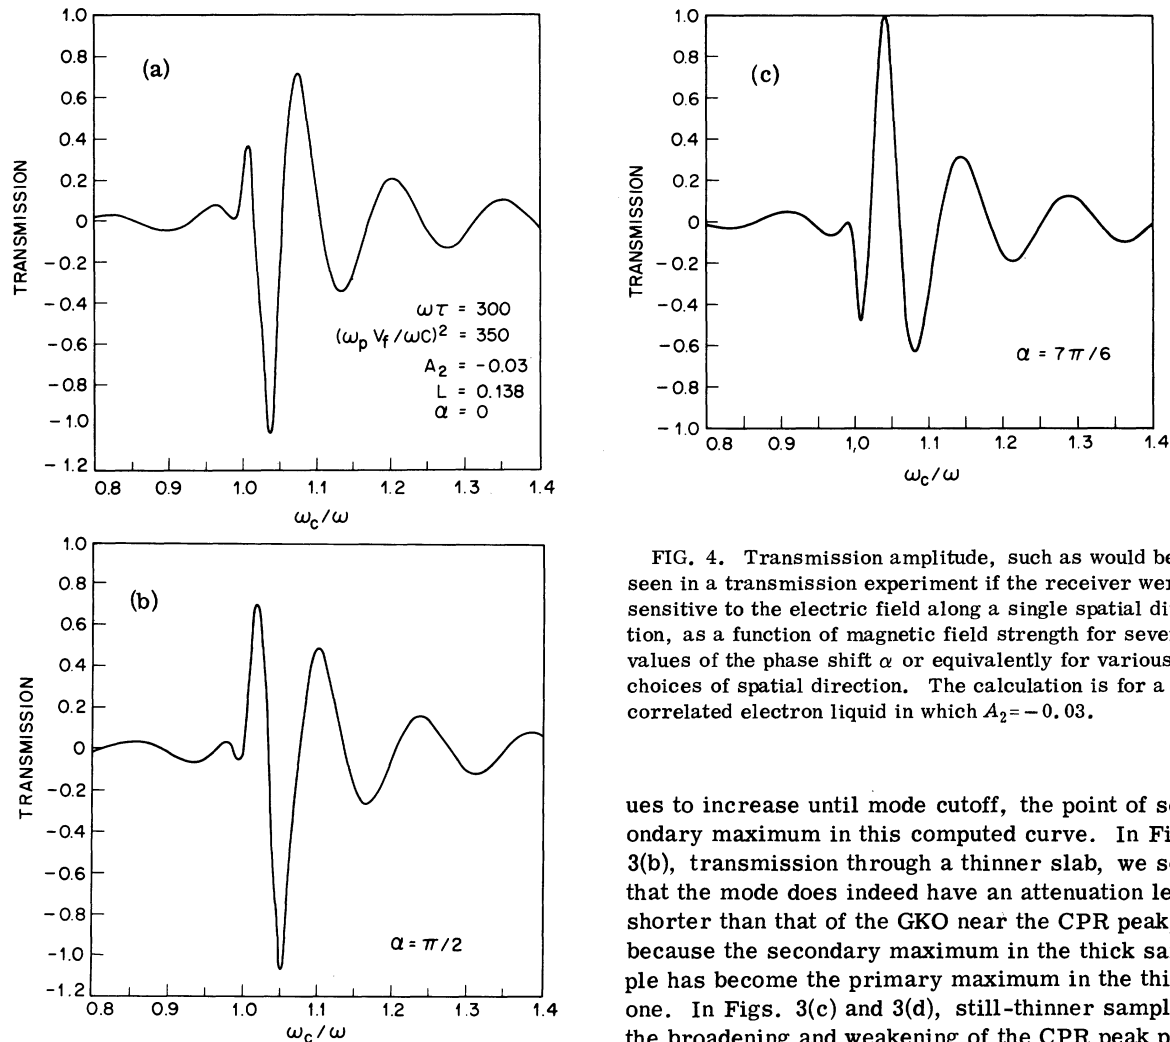 (a)
1.0
0.8
0.6
0.4
0.2
0
-0.2
-0.4
-0.6
-0.8
-1.0
-1.2
TRANSMISSION
ωτ = 300
(ωp Vf/ωC)² = 350
A₂ = -0.03
L = 0.138
α = 0
0.8 0.9 1.0 1.1 1.2 1.3 1.4
ωc/ω
(b)
1.0
0.8
0.6
0.4
0.2
0
-0.2
-0.4
-0.6
-0.8
-1.0
-1.2
TRANSMISSION
α = π/2
0.8 0.9 1.0 1.1 1.2 1.3 1.4
ωc/ω
(c)
1.0
0.8
0.6
0.4
0.2
0
-0.2
-0.4
-0.6
-0.8
-1.0
TRANSMISSION
α = 7π/6
0.8 0.9 1.0 1.1 1.2 1.3 1.4
ωc/ω
FIG. 4. Transmission amplitude, such as would be
seen in a transmission experiment if the receiver wer
sensitive to the electric field along a single spatial di
tion, as a function of magnetic field strength for sever
values of the phase shift α or equivalently for various
choices of spatial direction. The calculation is for a
correlated electron liquid in which A₂=-0.03.
ues to increase until mode cutoff, the point of se
ondary maximum in this computed curve. In Fi
3(b), transmission through a thinner slab, we s
that the mode does indeed have an attenuation le
shorter than that of the GKO near the CPR peak,
because the secondary maximum in the thick sa
ple has become the primary maximum in the thi
one. In Figs. 3(c) and 3(d), still-thinner sampl
the broadening and weakening of the CPR peak p